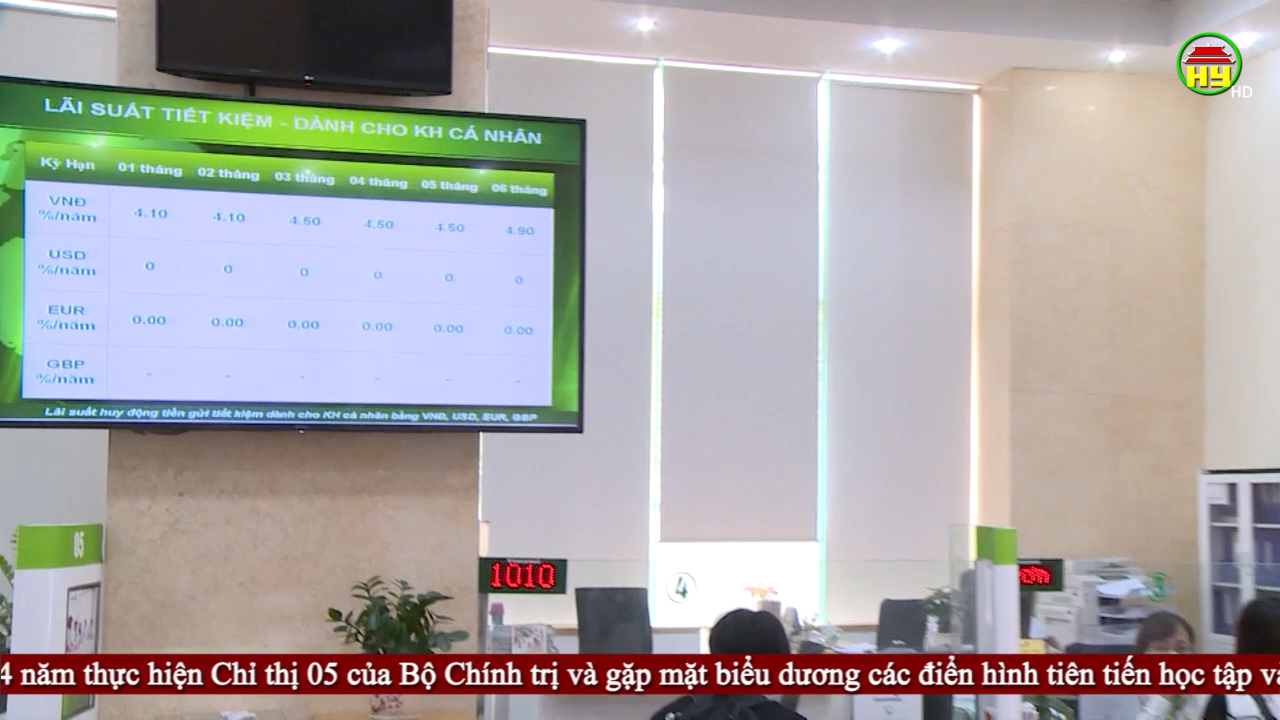 HY
HD
LÃI SUẤT TIẾT KIỆM - DÀNH CHO KH CÁ NHÂN
Kỳ Hạn 01 tháng 02 tháng 03 tháng 04 tháng 05 tháng 06 tháng
VNĐ
%/năm 4.10 4.10 4.50 4.50 4.50 4.90
USD
%/năm 0 0 0 0 0 0
EUR
%/năm 0.00 0.00 0.00 0.00 0.00 0.00
GBP
%/năm - - - - - -
Lãi suất huy động tiền gửi tiết kiệm dành cho KH cá nhân bằng VNĐ, USD, EUR, GBP
05
1010
4
4 năm thực hiện Chỉ thị 05 của Bộ Chính trị và gặp mặt biểu dương các điển hình tiên tiến học tập và